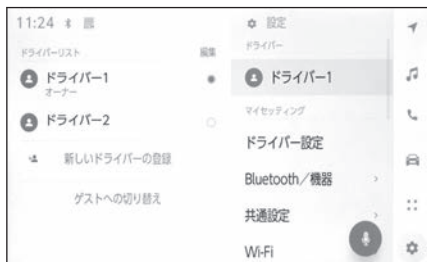 11:24
ドライバーリスト 編集
ドライバー1
オーナー
ドライバー2
新しいドライバーの登録
ゲストへの切り替え
設定
ドライバー
ドライバー1
マイセッティング
ドライバー設定
Bluetooth／機器
共通設定
Wi-Fi